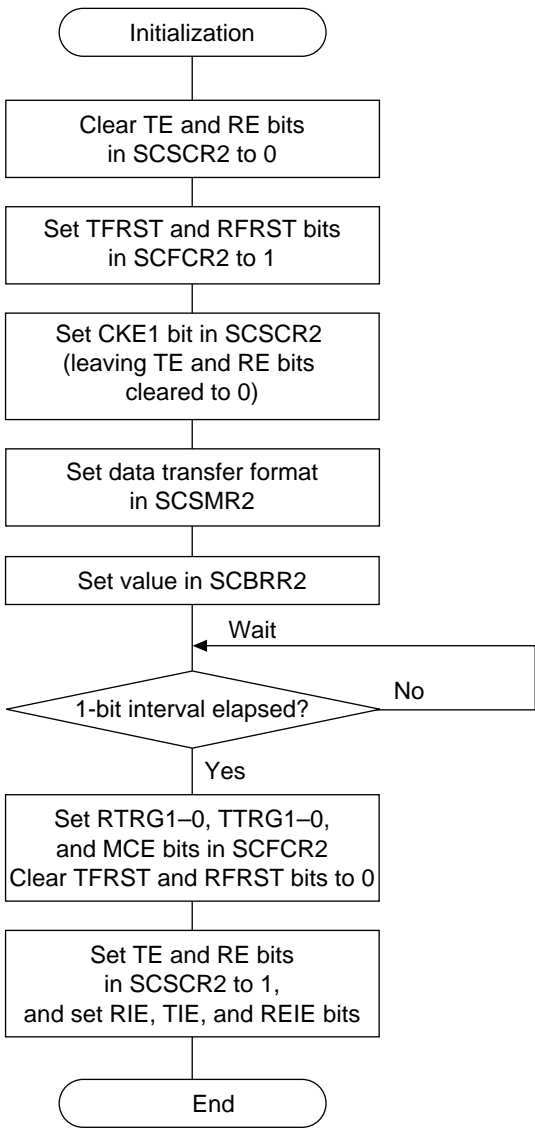 Initialization
Clear TE and RE bits
in SCSCR2 to 0
Set TFRST and RFRST bits
in SCFCR2 to 1
Set CKE1 bit in SCSCR2
(leaving TE and RE bits
cleared to 0)
Set data transfer format
in SCSMR2
Set value in SCBRR2
Wait
1-bit interval elapsed?
No
Yes
Set RTRG1–0, TTRG1–0,
and MCE bits in SCFCR2
Clear TFRST and RFRST bits to 0
Set TE and RE bits
in SCSCR2 to 1,
and set RIE, TIE, and REIE bits
End